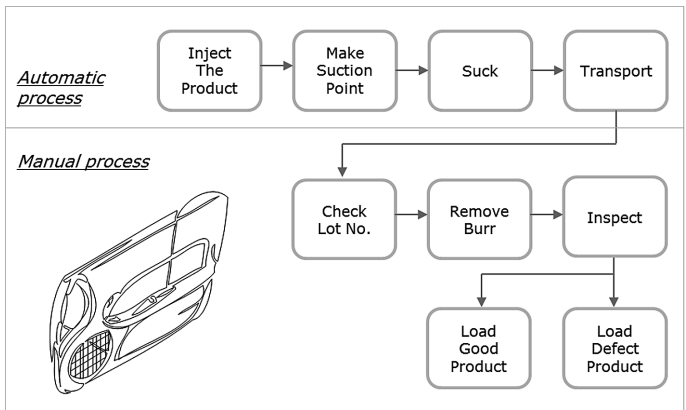 Automatic
process
Inject
The
Product
Make
Suction
Point
Suck
Transport
Manual process
Check
Lot No.
Remove
Burr
Inspect
Load
Good
Product
Load
Defect
Product